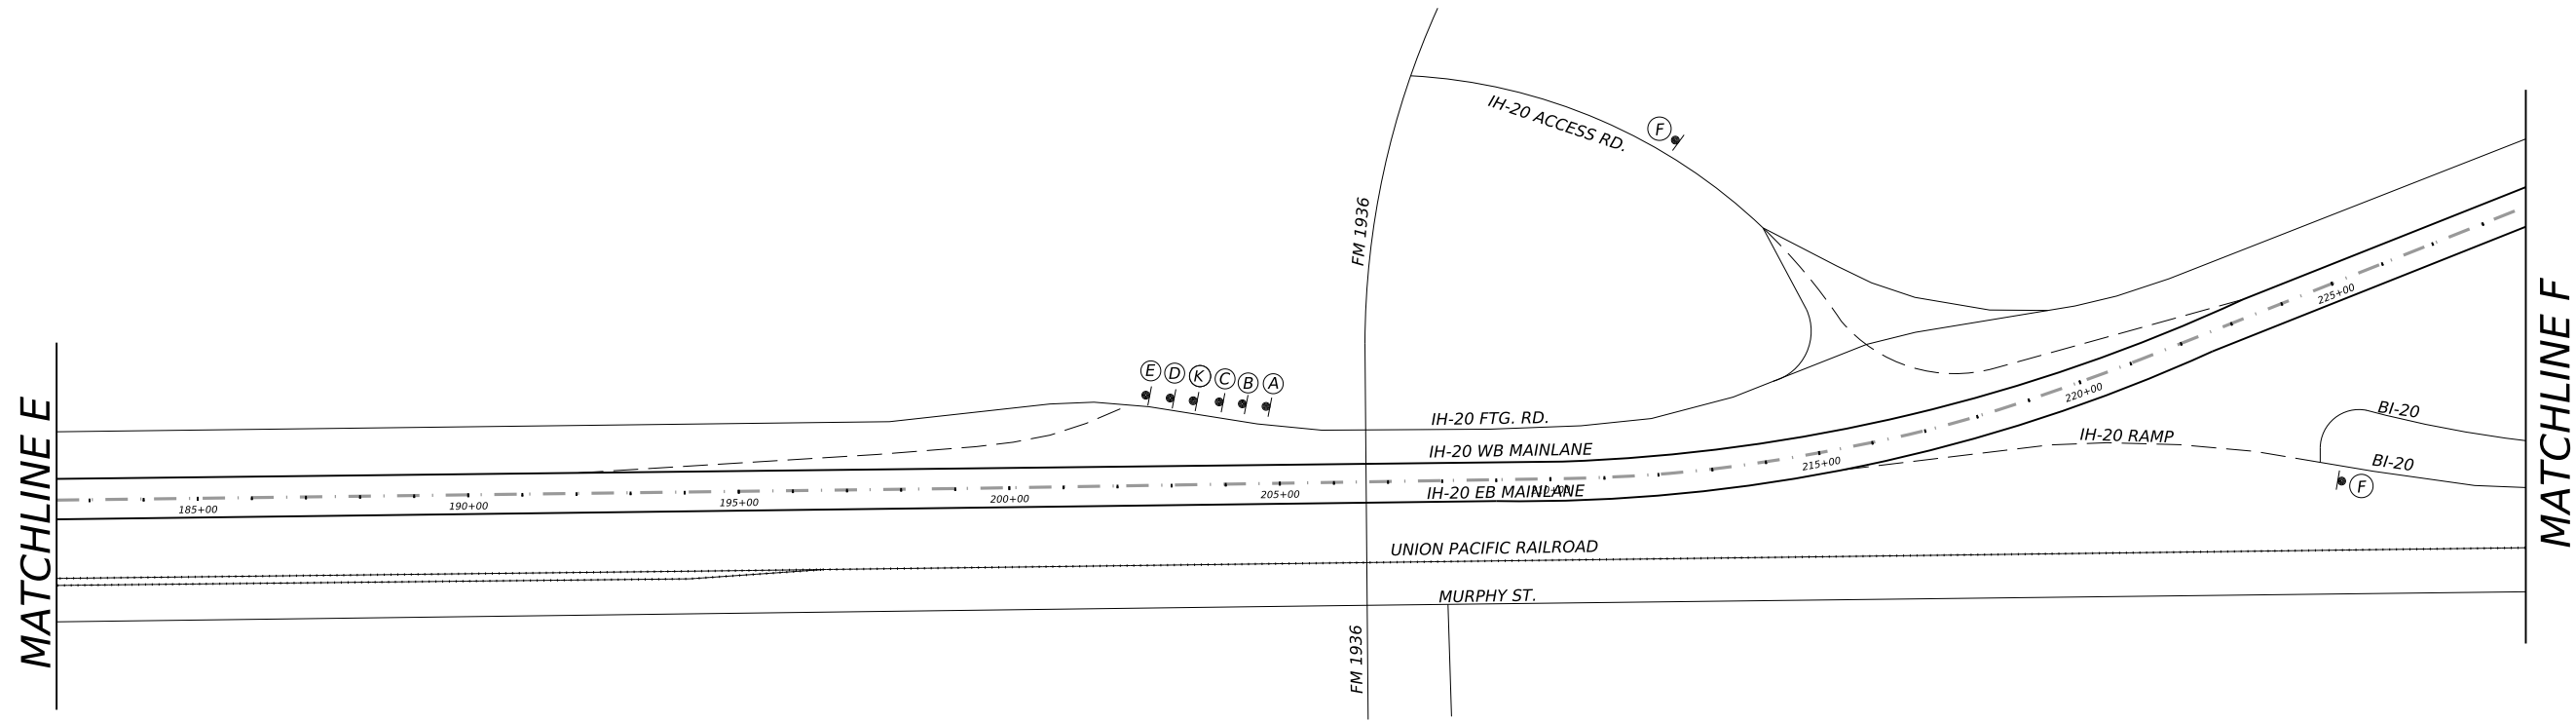 MATCHLINE E
185+00
190+00
195+00
200+00
205+00
E
D
K
C
B
A
FM 1936
IH-20 ACCESS RD.
F
IH-20 FTG. RD.
IH-20 WB MAINLANE
IH-20 EB MAINLANE
210+00
215+00
220+00
225+00
IH-20 RAMP
BI-20
BI-20
F
UNION PACIFIC RAILROAD
MURPHY ST.
FM 1936
MATCHLINE F